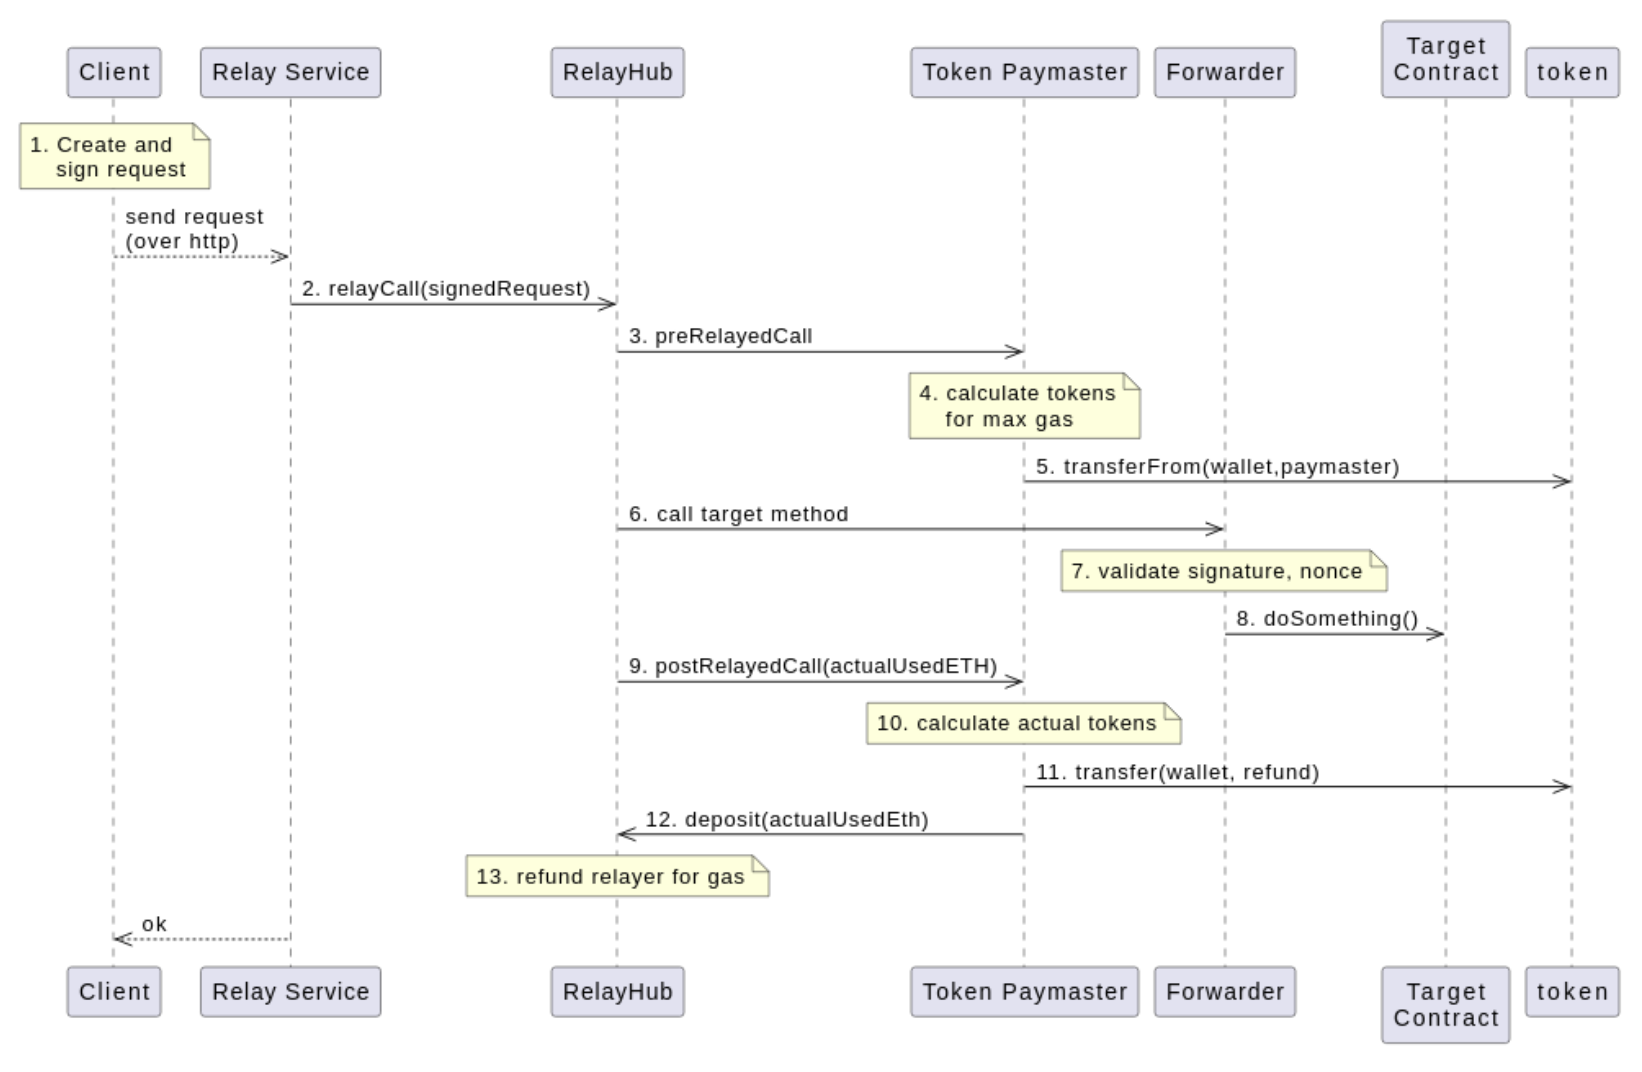 Client
Relay Service
RelayHub
Token Paymaster
Forwarder
Target
Contract
token
1. Create and
sign request
send request
(over http)
2. relayCall(signedRequest)
3. preRelayedCall
4. calculate tokens
for max gas
5. transferFrom(wallet,paymaster)
6. call target method
7. validate signature, nonce
8. doSomething()
9. postRelayedCall(actualUsedETH)
10. calculate actual tokens
11. transfer(wallet, refund)
12. deposit(actualUsedEth)
13. refund relayer for gas
ok
Client
Relay Service
RelayHub
Token Paymaster
Forwarder
Target
Contract
token